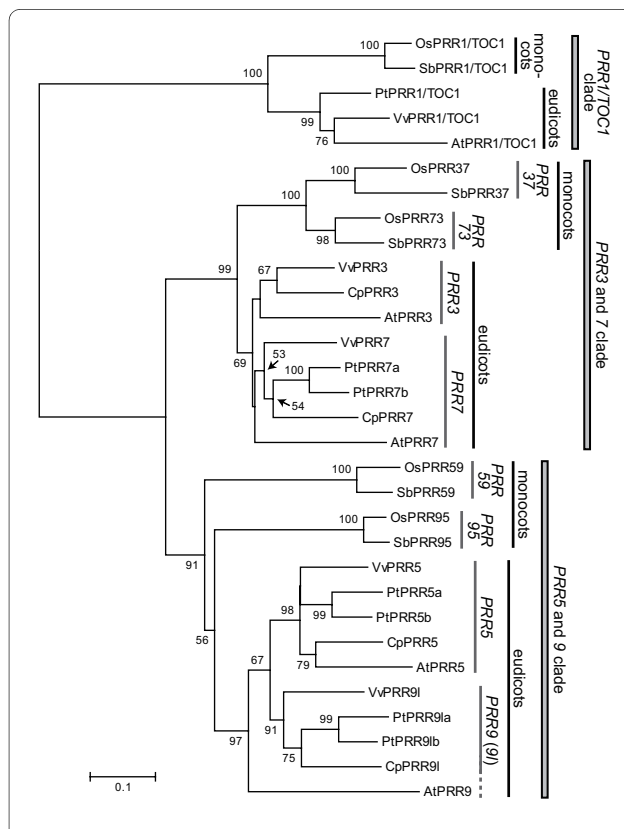 OsPRR1/TOC1
100
SbPRR1/TOC1
100
PtPRR1/TOC1
99
VvPRR1/TOC1
76
AtPRR1/TOC1
mono-
cots
eudicots
PRR1/TOC1
clade
OsPRR37
100
SbPRR37
100
OsPRR73
98
SbPRR73
PRR
37
PRR
73
monocots
99
VvPRR3
67
CpPRR3
AtPRR3
PRR3
69
VvPRR7
53
PtPRR7a
100
PtPRR7b
54
CpPRR7
AtPRR7
PRR7
eudicots
PRR3 and 7 clade
OsPRR59
100
SbPRR59
PRR
59
OsPRR95
100
SbPRR95
PRR
95
monocots
91
56
VvPRR5
98
PtPRR5a
99
PtPRR5b
CpPRR5
79
AtPRR5
PRR5
67
VvPRR9l
91
PtPRR9la
99
PtPRR9lb
75
CpPRR9l
97
AtPRR9
PRR9 (9l)
eudicots
PRR5 and 9 clade
0.1